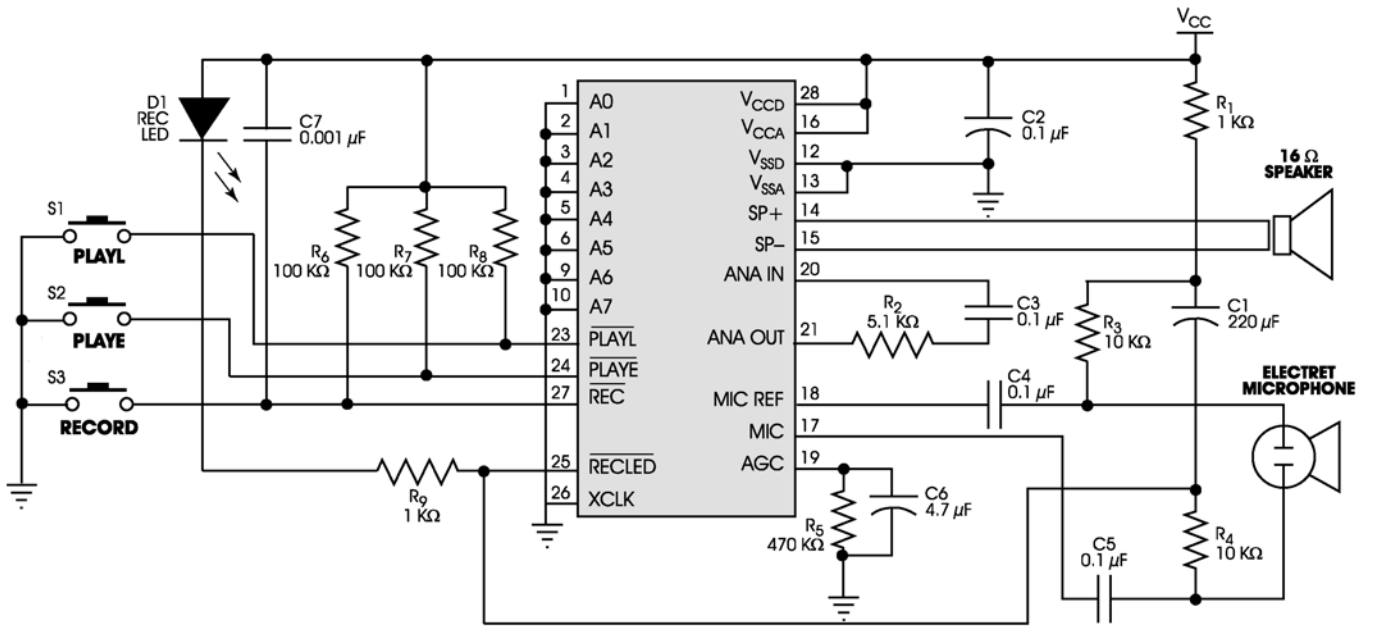 V_CC
D1
REC
LED
C7
0.001 µF
S1
PLAYL
S2
PLAYE
S3
RECORD
R6
100 KΩ
R7
100 KΩ
R8
100 KΩ
R9
1 KΩ
1 A0
2 A1
3 A2
4 A3
5 A4
6 A5
9 A6
10 A7
23 PLAYL
24 PLAYE
27 REC
25 RECLED
26 XCLK
VCCD 28
VCCA 16
VSSD 12
VSSA 13
SP+ 14
SP– 15
ANA IN 20
ANA OUT 21
MIC REF 18
MIC 17
AGC 19
C2
0.1 µF
R1
1 KΩ
16 Ω
SPEAKER
R2
5.1 KΩ
C3
0.1 µF
R3
10 KΩ
C1
220 µF
C4
0.1 µF
ELECTRET
MICROPHONE
R5
470 KΩ
C6
4.7 µF
C5
0.1 µF
R4
10 KΩ